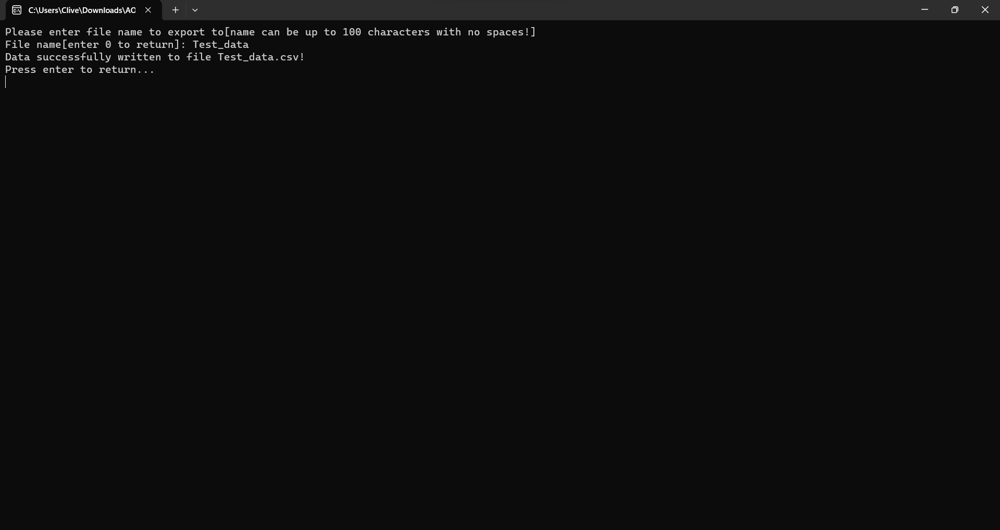 C:\Users\Clive\Downloads\AC
Please enter file name to export to[name can be up to 100 characters with no spaces!]
File name[enter 0 to return]: Test_data
Data successfully written to file Test_data.csv!
Press enter to return...